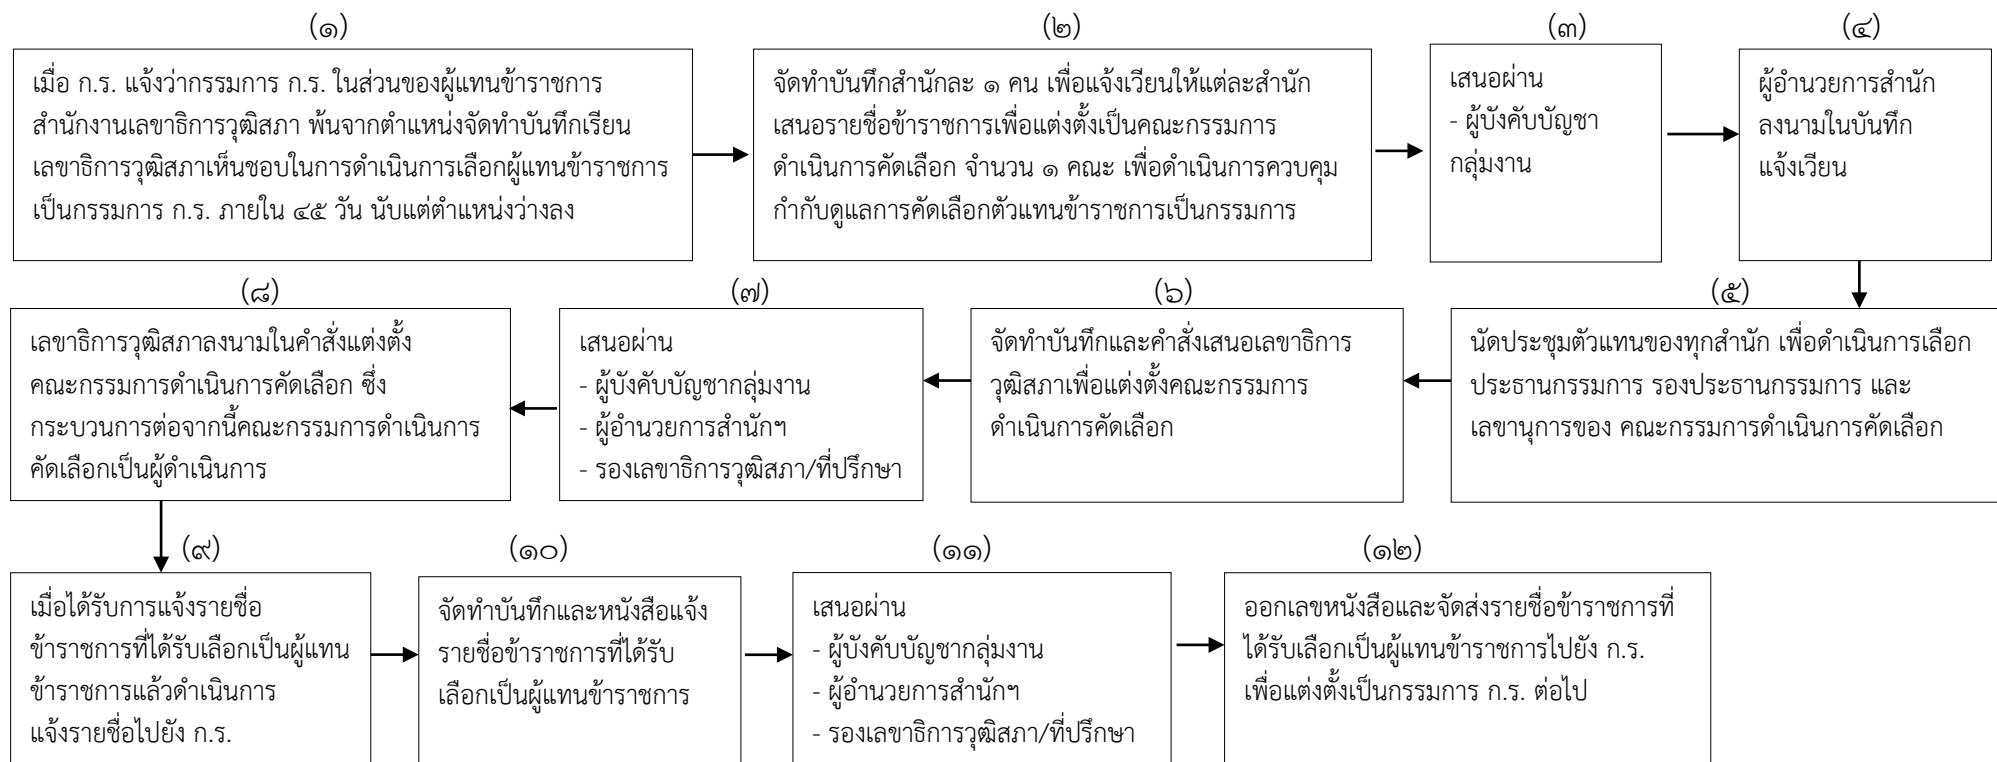 (๑)
เมื่อ ก.ร. แจ้งว่ากรรมการ ก.ร. ในส่วนของผู้แทนข้าราชการ
สำนักงานเลขาธิการวุฒิสภา พ้นจากตำแหน่งจัดทำบันทึกเรียน
เลขาธิการวุฒิสภาเห็นชอบในการดำเนินการเลือกผู้แทนข้าราชการ
เป็นกรรมการ ก.ร. ภายใน ๔๕ วัน นับแต่ตำแหน่งว่างลง
(๒)
จัดทำบันทึกสำนักละ ๑ คน เพื่อแจ้งเวียนให้แต่ละสำนัก
เสนอรายชื่อข้าราชการเพื่อแต่งตั้งเป็นคณะกรรมการ
ดำเนินการคัดเลือก จำนวน ๑ คณะ เพื่อดำเนินการควบคุม
กำกับดูแลการคัดเลือกตัวแทนข้าราชการเป็นกรรมการ
(๓)
เสนอผ่าน
- ผู้บังคับบัญชา
กลุ่มงาน
(๔)
ผู้อำนวยการสำนัก
ลงนามในบันทึก
แจ้งเวียน
(๕)
นัดประชุมตัวแทนของทุกสำนัก เพื่อดำเนินการเลือก
ประธานกรรมการ รองประธานกรรมการ และ
เลขานุการของ คณะกรรมการดำเนินการคัดเลือก
(๖)
จัดทำบันทึกและคำสั่งเสนอเลขาธิการ
วุฒิสภาเพื่อแต่งตั้งคณะกรรมการ
ดำเนินการคัดเลือก
(๗)
เสนอผ่าน
- ผู้บังคับบัญชากลุ่มงาน
- ผู้อำนวยการสำนักฯ
- รองเลขาธิการวุฒิสภา/ที่ปรึกษา
(๘)
เลขาธิการวุฒิสภาลงนามในคำสั่งแต่งตั้ง
คณะกรรมการดำเนินการคัดเลือก ซึ่ง
กระบวนการต่อจากนี้คณะกรรมการดำเนินการ
คัดเลือกเป็นผู้ดำเนินการ
(๙)
เมื่อได้รับการแจ้งรายชื่อ
ข้าราชการที่ได้รับเลือกเป็นผู้แทน
ข้าราชการแล้วดำเนินการ
แจ้งรายชื่อไปยัง ก.ร.
(๑๐)
จัดทำบันทึกและหนังสือแจ้ง
รายชื่อข้าราชการที่ได้รับ
เลือกเป็นผู้แทนข้าราชการ
(๑๑)
เสนอผ่าน
- ผู้บังคับบัญชากลุ่มงาน
- ผู้อำนวยการสำนักฯ
- รองเลขาธิการวุฒิสภา/ที่ปรึกษา
(๑๒)
ออกเลขหนังสือและจัดส่งรายชื่อข้าราชการที่
ได้รับเลือกเป็นผู้แทนข้าราชการไปยัง ก.ร.
เพื่อแต่งตั้งเป็นกรรมการ ก.ร. ต่อไป